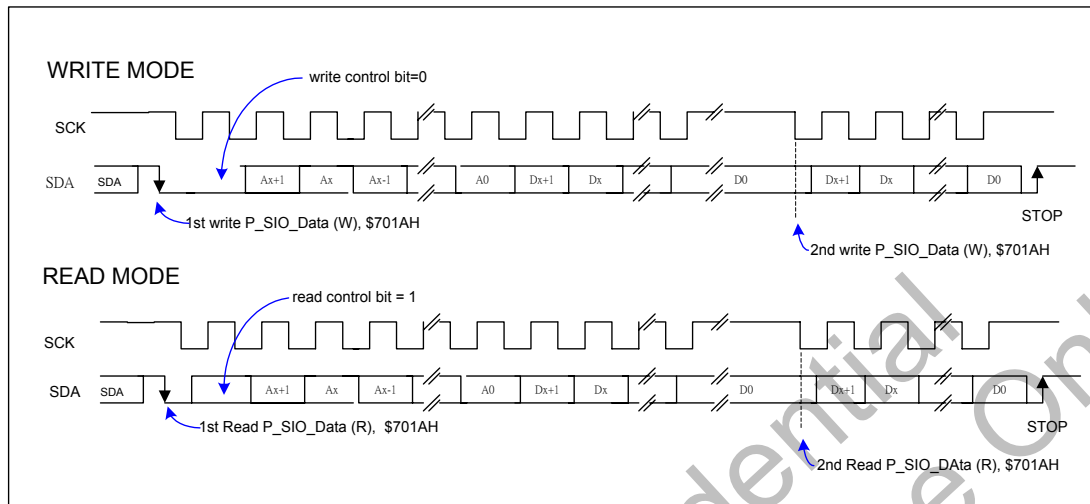 WRITE MODE
write control bit=0
SCK
SDA SDA Ax+1 Ax Ax-1 A0 Dx+1 Dx D0 Dx+1 Dx D0
1st write P_SIO_Data (W), $701AH
STOP
2nd write P_SIO_Data (W), $701AH
READ MODE
read control bit = 1
SCK
SDA SDA Ax+1 Ax Ax-1 A0 Dx+1 Dx D0 Dx+1 Dx D0
1st Read P_SIO_Data (R), $701AH
STOP
2nd Read P_SIO_DAta (R), $701AH